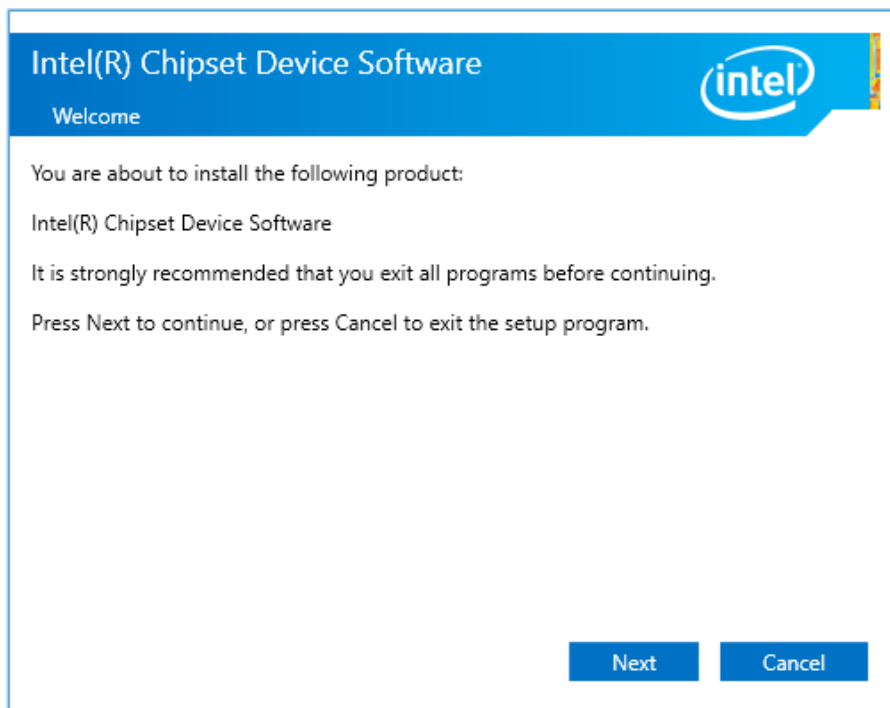 Intel(R) Chipset Device Software
intel
Welcome
You are about to install the following product:
Intel(R) Chipset Device Software
It is strongly recommended that you exit all programs before continuing.
Press Next to continue, or press Cancel to exit the setup program.
Next
Cancel